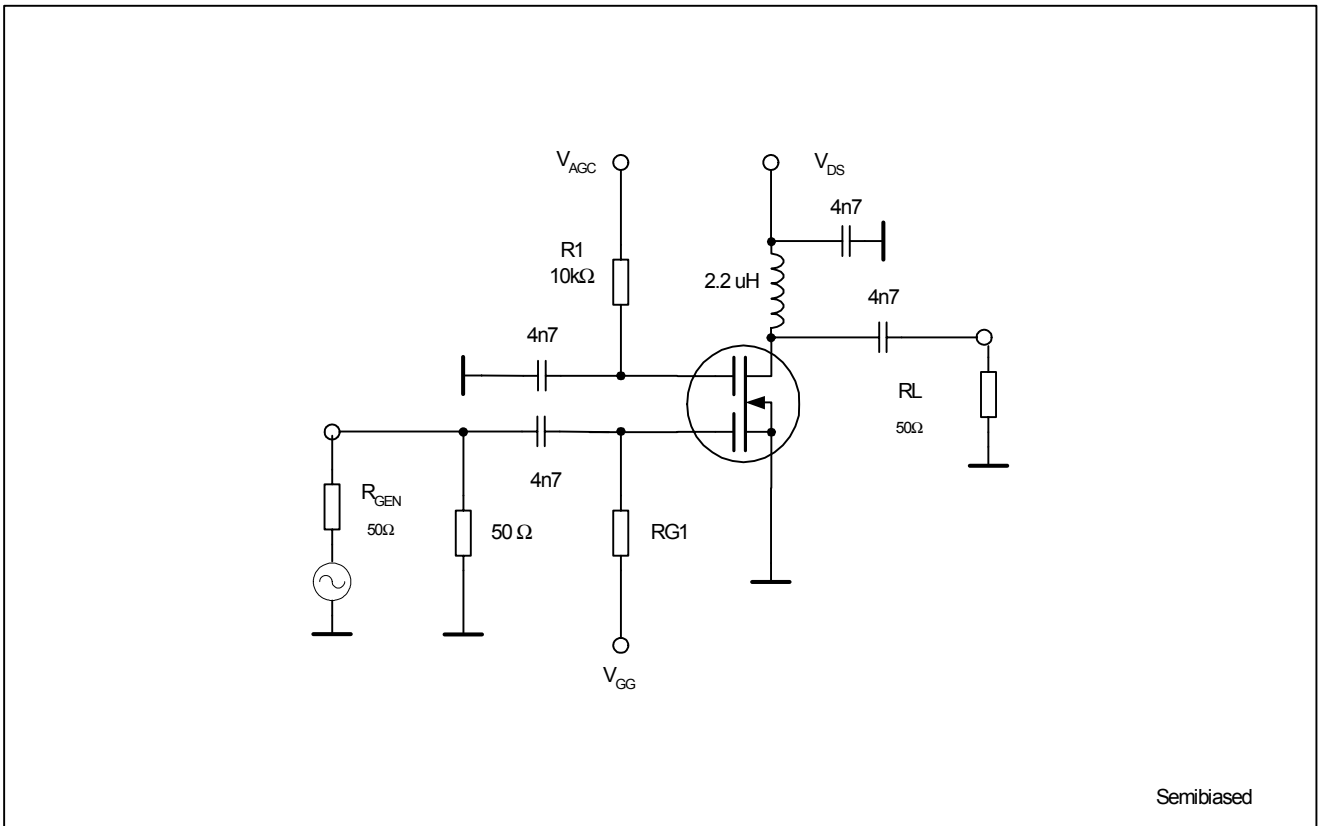 V_AGC
V_DS
4n7
R1
10kΩ
2.2 uH
4n7
4n7
RL
50Ω
4n7
R_GEN
50Ω
50 Ω
RG1
V_GG
Semibiased